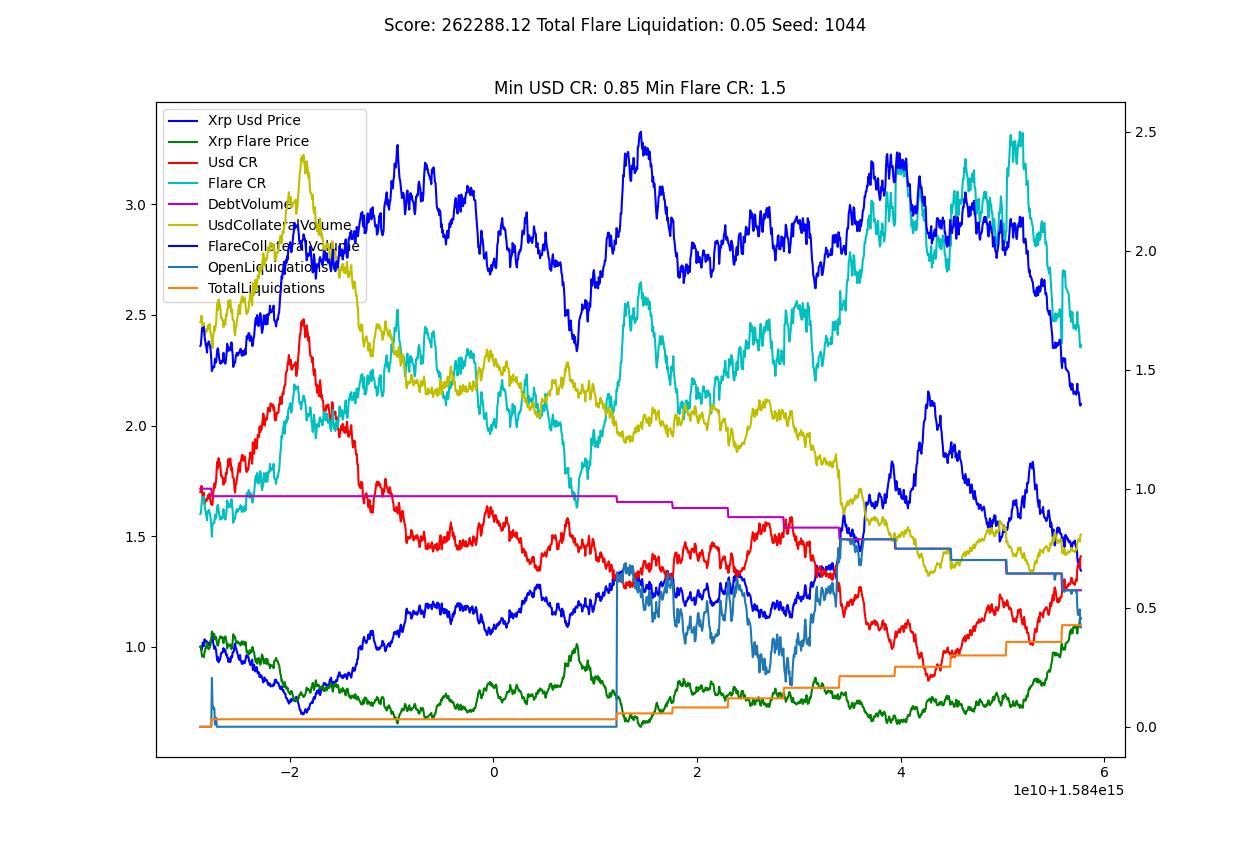 Score: 262288.12 Total Flare Liquidation: 0.05 Seed: 1044
Min USD CR: 0.85 Min Flare CR: 1.5
Xrp Usd Price
Xrp Flare Price
Usd CR
Flare CR
DebtVolume
UsdCollateralVolume
FlareCollateralVolume
OpenLiquidations
TotalLiquidations
3.0
2.5
2.0
1.5
1.0
2.5
2.0
1.5
1.0
0.5
0.0
−2 0 2 4 6
1e10+1.584e15